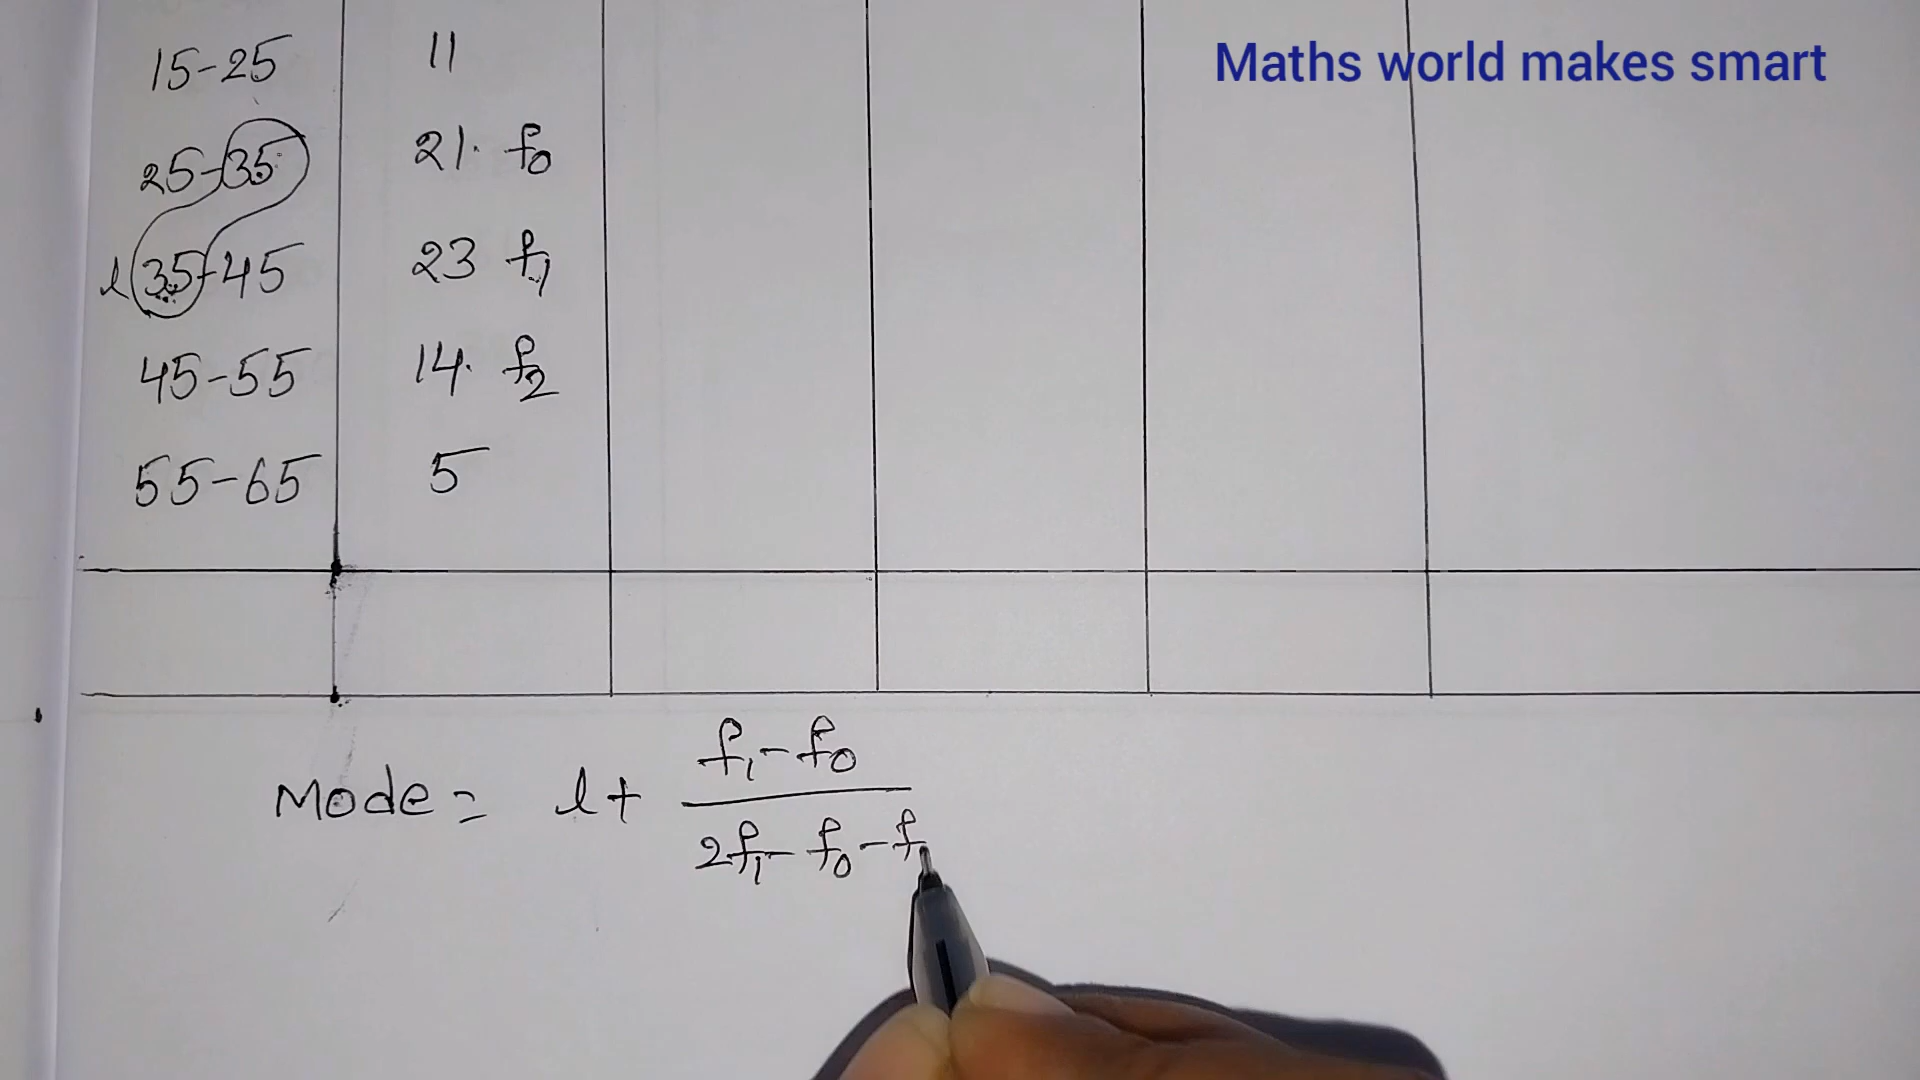 Maths world makes smart
15-25 11
25-35 21. f0
l 35-45 23 f1
45-55 14. f2
55-65 5
Mode = l + f1-f0
2f1-f0-f